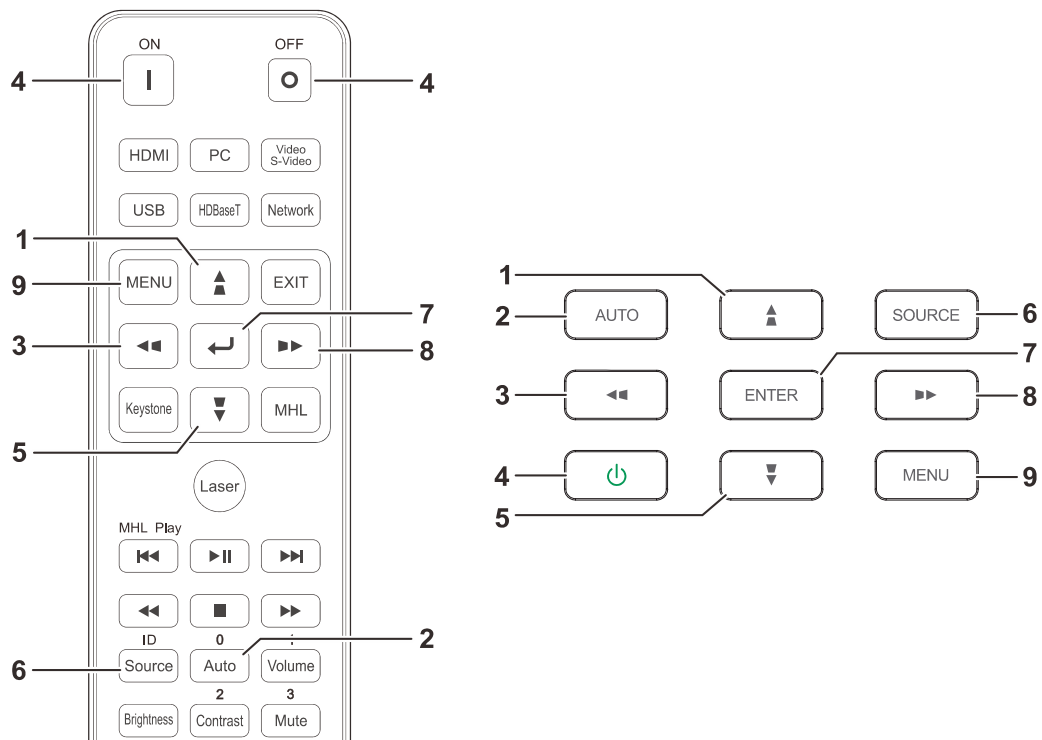 ON OFF
4 4
HDMI PC Video
S-Video
USB HDBaseT Network
1
MENU EXIT
9
7
3 8
Keystone MHL
5
Laser
MHL Play
ID 0 :
2
Source Auto Volume
6
2 3
Brightness Contrast Mute
1
2 AUTO SOURCE 6
7
3 ENTER 8
4 MENU 9
5